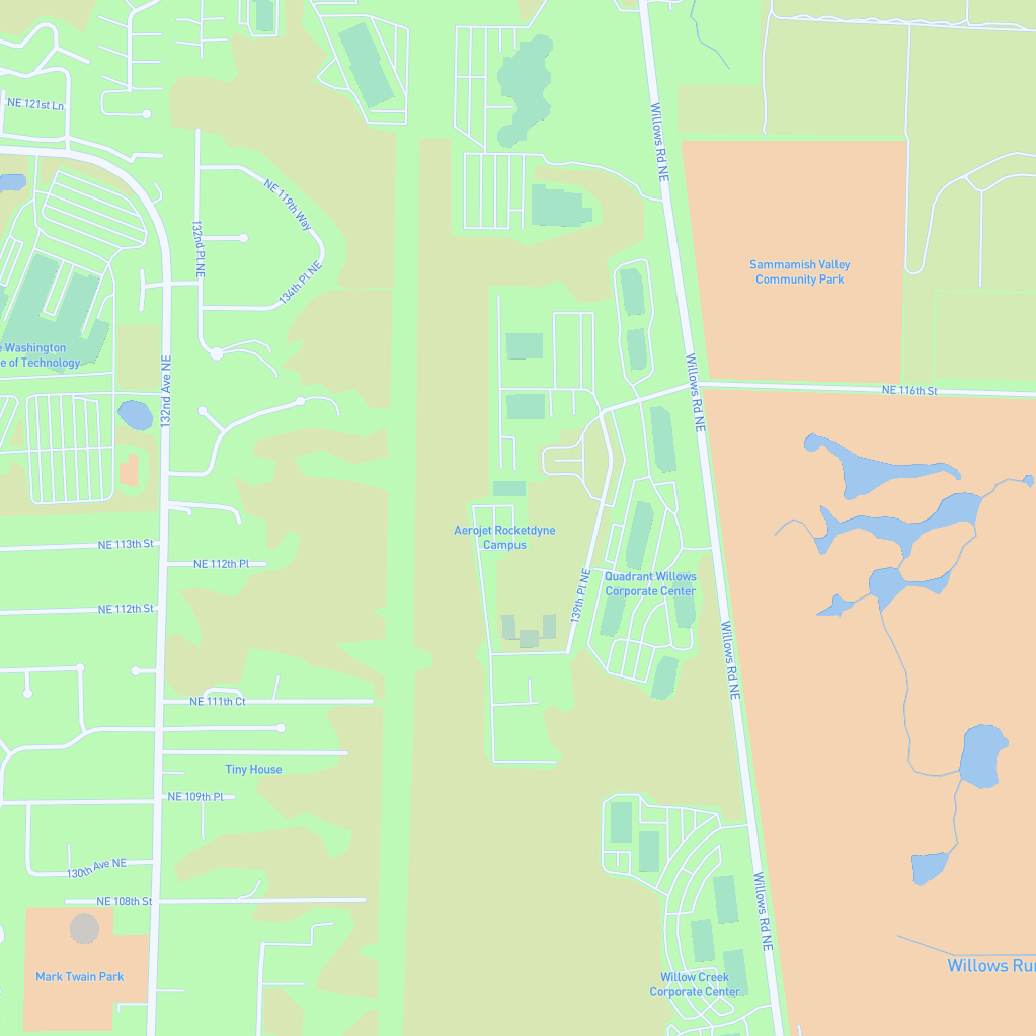 NE 121st Ln
Willows Rd NE
NE 119th Way
132nd Pl NE
134th Pl NE
Sammamish Valley
Community Park
e Washington
e of Technology
132nd Ave NE
Willows Rd NE
NE 116th St
Aerojet Rocketdyne
Campus
NE 113th St
NE 112th Pl
139th Pl NE
Quadrant Willows
Corporate Center
NE 112th St
Willows Rd NE
NE 111th Ct
Tiny House
NE 109th Pl
130th Ave NE
NE 108th St
Willows Rd NE
Mark Twain Park
Willow Creek
Corporate Center
Willows Run